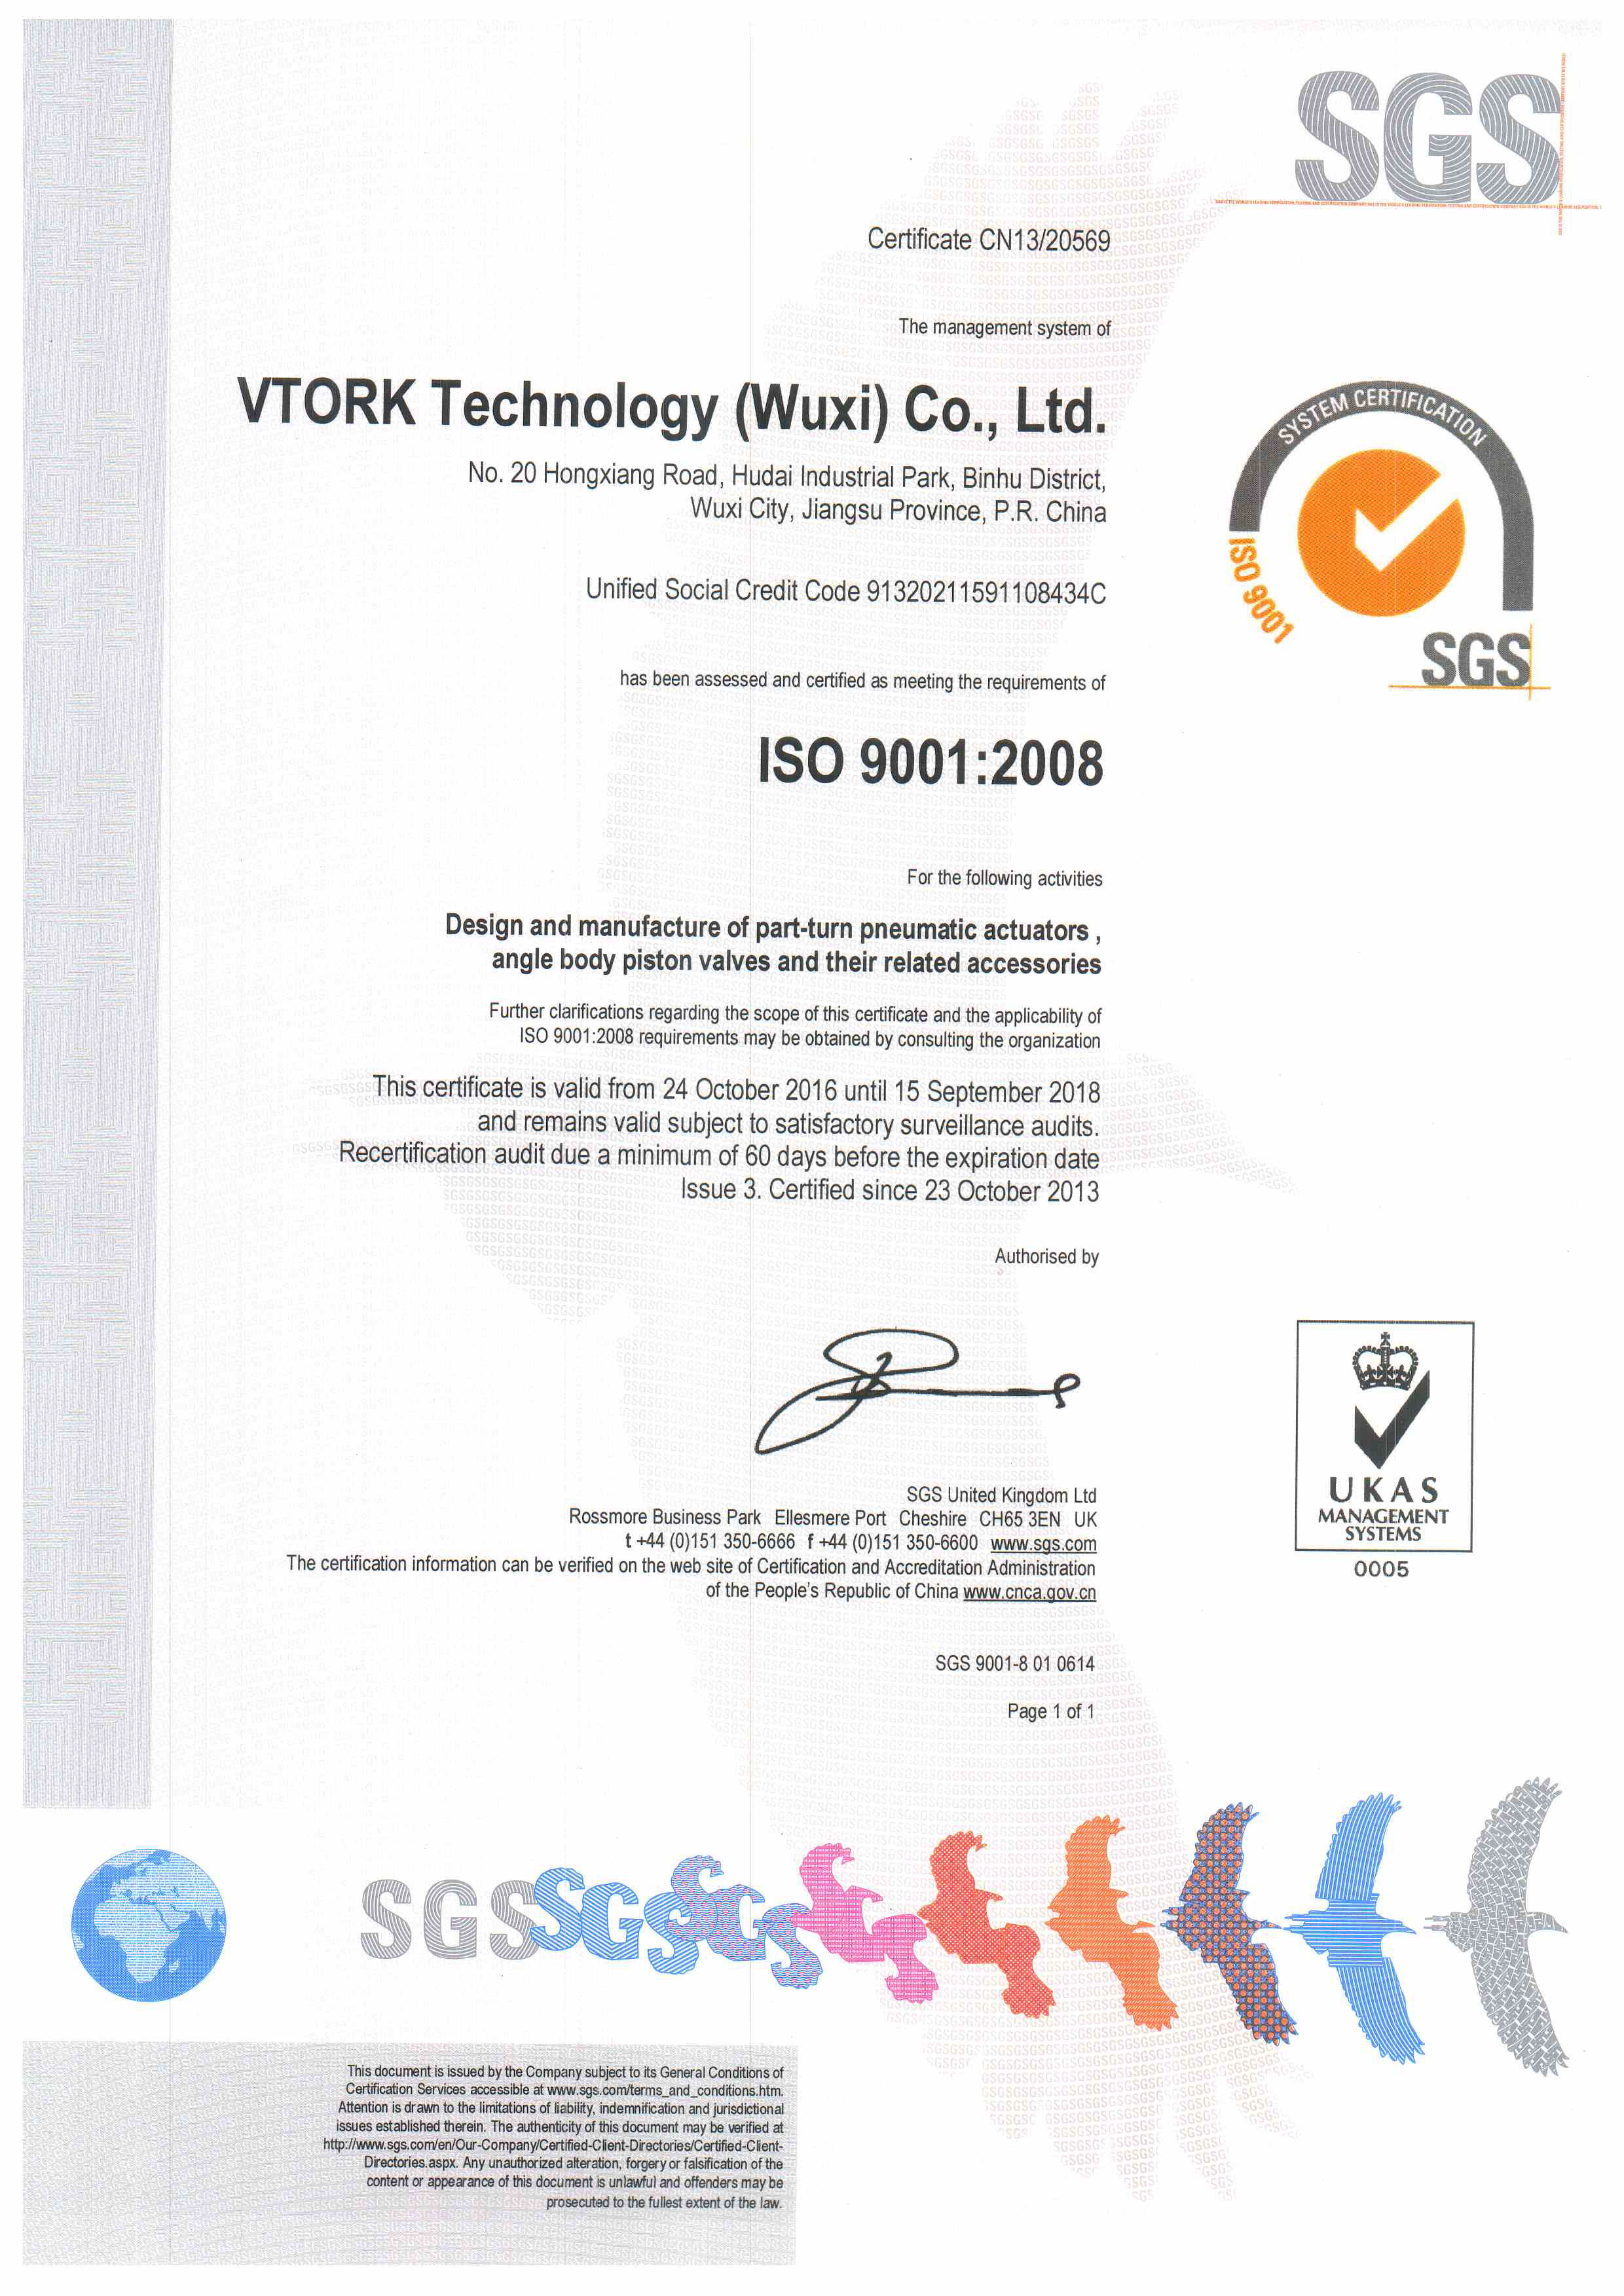 SGS
Certificate CN13/20569
The management system of
VTORK Technology (Wuxi) Co., Ltd.
No. 20 Hongxiang Road, Hudai Industrial Park, Binhu District,
Wuxi City, Jiangsu Province, P.R. China
SYSTEM CERTIFICATION
ISO 9001
SGS
Unified Social Credit Code 91320211591108434C
has been assessed and certified as meeting the requirements of
ISO 9001:2008
For the following activities
Design and manufacture of part-turn pneumatic actuators ,
angle body piston valves and their related accessories
Further clarifications regarding the scope of this certificate and the applicability of
ISO 9001:2008 requirements may be obtained by consulting the organization
This certificate is valid from 24 October 2016 until 15 September 2018
and remains valid subject to satisfactory surveillance audits.
Recertification audit due a minimum of 60 days before the expiration date
Issue 3. Certified since 23 October 2013
Authorised by
SGS United Kingdom Ltd
Rossmore Business Park Ellesmere Port Cheshire CH65 3EN UK
t +44 (0)151 350-6666 f +44 (0)151 350-6600 www.sgs.com
The certification information can be verified on the web site of Certification and Accreditation Administration
of the People's Republic of China www.cnca.gov.cn
UKAS
MANAGEMENT
SYSTEMS
0005
SGS 9001-8 01 0614
Page 1 of 1
SGS SGS SGS
This document is issued by the Company subject to its General Conditions of
Certification Services accessible at www.sgs.com/terms_and_conditions.htm.
Attention is drawn to the limitations of liability, indemnification and jurisdictional
issues established therein. The authenticity of this document may be verified at
http://www.sgs.com/en/Our-Company/Certified-Client-Directories/Certified-Client-
Directories.aspx. Any unauthorized alteration, forgery or falsification of the
content or appearance of this document is unlawful and offenders may be
prosecuted to the fullest extent of the law.